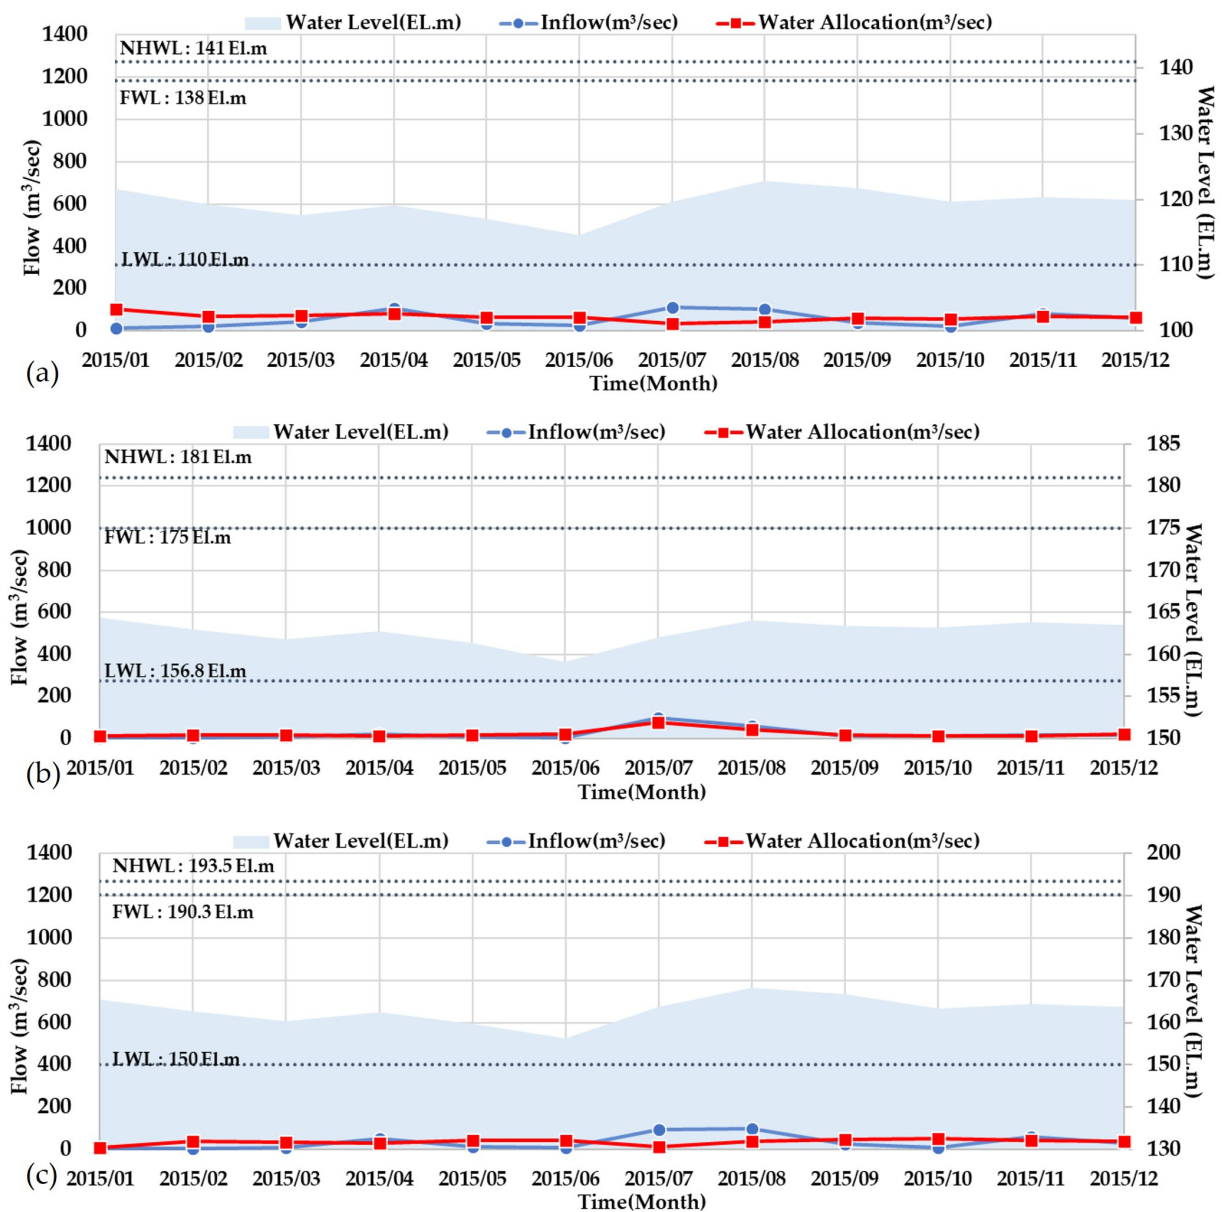 Water Level(EL.m) Inflow(m³/sec) Water Allocation(m³/sec)
1400
1200
1000
800
600
400
200
0
Flow (m³/sec)
NHWL : 141 El.m
FWL : 138 El.m
LWL : 110 El.m
140
130
120
110
100
Water Level (EL.m)
2015/01 2015/02 2015/03 2015/04 2015/05 2015/06 2015/07 2015/08 2015/09 2015/10 2015/11 2015/12
Time(Month)
(a)
Water Level(EL.m) Inflow(m³/sec) Water Allocation(m³/sec)
1400
1200
1000
800
600
400
200
0
Flow (m³/sec)
NHWL : 181 El.m
FWL : 175 El.m
LWL : 156.8 El.m
185
180
175
170
165
160
155
150
Water Level (EL.m)
2015/01 2015/02 2015/03 2015/04 2015/05 2015/06 2015/07 2015/08 2015/09 2015/10 2015/11 2015/12
Time(Month)
(b)
Water Level(EL.m) Inflow(m³/sec) Water Allocation(m³/sec)
1400
1200
1000
800
600
400
200
0
Flow (m³/sec)
NHWL : 193.5 El.m
FWL : 190.3 El.m
LWL : 150 El.m
200
190
180
170
160
150
140
130
Water Level (EL.m)
2015/01 2015/02 2015/03 2015/04 2015/05 2015/06 2015/07 2015/08 2015/09 2015/10 2015/11 2015/12
Time(Month)
(c)